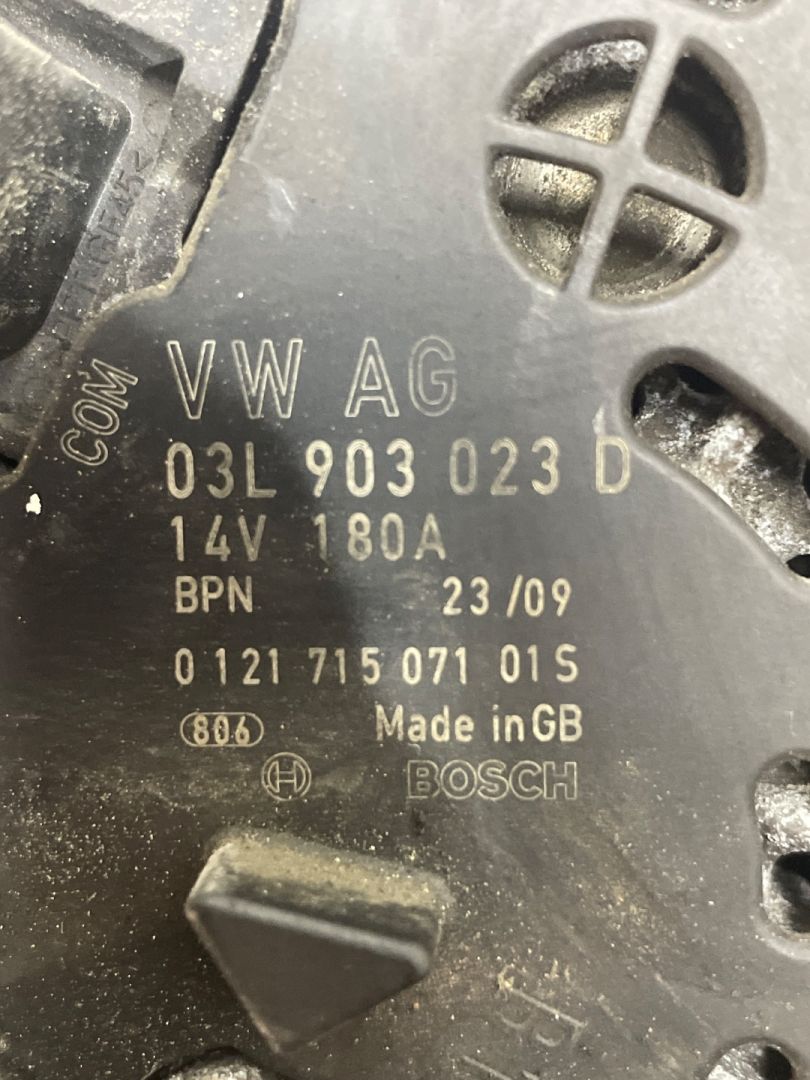 VW AG
COM
03L 903 023 D
14V 180A
BPN 23/09
0 121 715 071 01S
806 Made in GB
H BOSCH